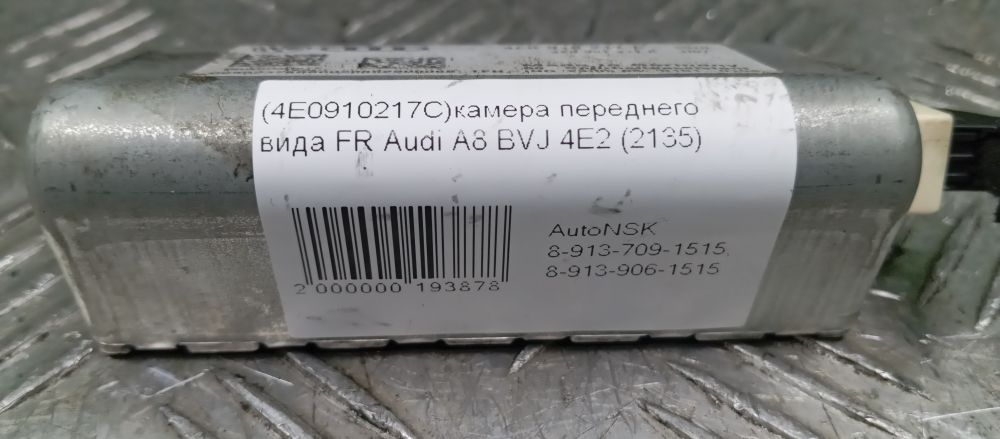 (4E0910217C)камера переднего
вида FR Audi A8 BVJ 4E2 (2135)
AutoNSK
8-913-709-1515,
8-913-906-1515
2 000000 193878